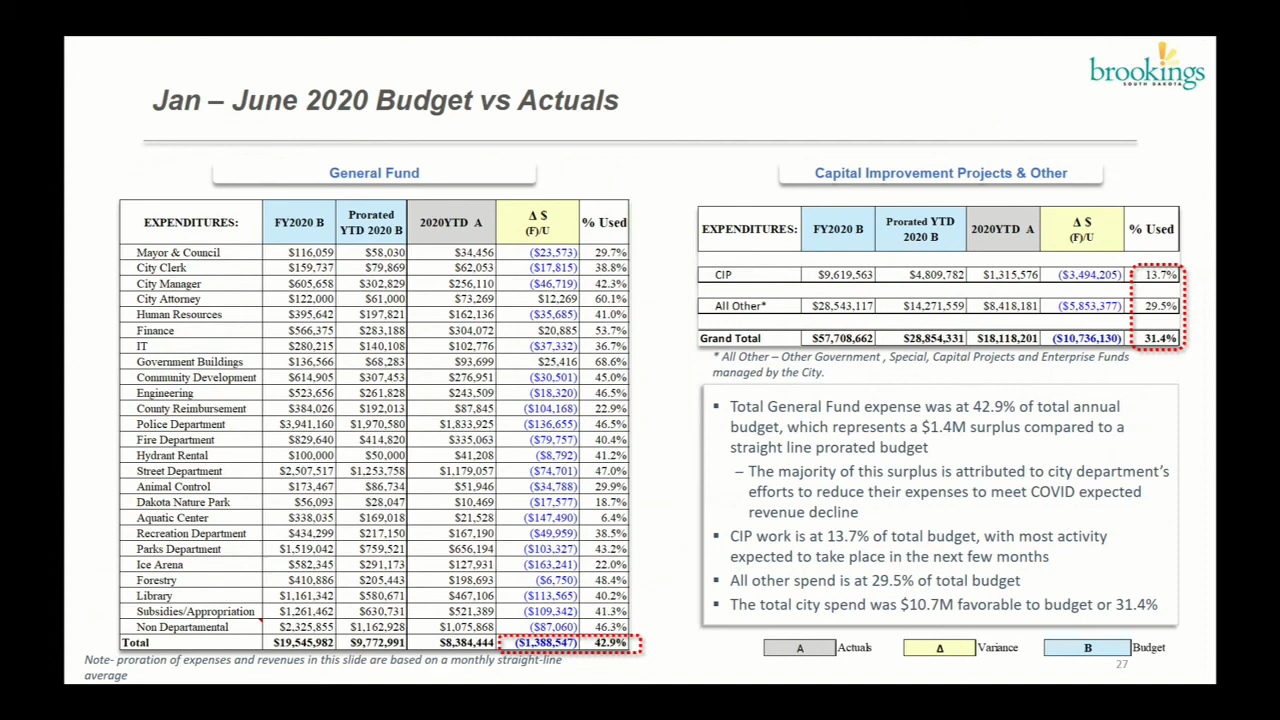 brookings
SOUTH DAKOTA
Jan – June 2020 Budget vs Actuals
General Fund
EXPENDITURES: FY2020 B Prorated YTD 2020 B 2020YTD A Δ $ (F)/U % Used
Mayor & Council $116,059 $58,030 $34,456 ($23,573) 29.7%
City Clerk $159,737 $79,869 $62,053 ($17,815) 38.8%
City Manager $605,658 $302,829 $256,110 ($46,719) 42.3%
City Attorney $122,000 $61,000 $73,269 $12,269 60.1%
Human Resources $395,642 $197,821 $162,136 ($35,685) 41.0%
Finance $566,375 $283,188 $304,072 $20,885 53.7%
IT $280,215 $140,108 $102,776 ($37,332) 36.7%
Government Buildings $136,566 $68,283 $93,699 $25,416 68.6%
Community Development $614,905 $307,453 $276,951 ($30,501) 45.0%
Engineering $523,656 $261,828 $243,509 ($18,320) 46.5%
County Reimbursement $384,026 $192,013 $87,845 ($104,168) 22.9%
Police Department $3,941,160 $1,970,580 $1,833,925 ($136,655) 46.5%
Fire Department $829,640 $414,820 $335,063 ($79,757) 40.4%
Hydrant Rental $100,000 $50,000 $41,208 ($8,792) 41.2%
Street Department $2,507,517 $1,253,758 $1,179,057 ($74,701) 47.0%
Animal Control $173,467 $86,734 $51,946 ($34,788) 29.9%
Dakota Nature Park $56,093 $28,047 $10,469 ($17,577) 18.7%
Aquatic Center $338,035 $169,018 $21,528 ($147,490) 6.4%
Recreation Department $434,299 $217,150 $167,190 ($49,959) 38.5%
Parks Department $1,519,042 $759,521 $656,194 ($103,327) 43.2%
Ice Arena $582,345 $291,173 $127,931 ($163,241) 22.0%
Forestry $410,886 $205,443 $198,693 ($6,750) 48.4%
Library $1,161,342 $580,671 $467,106 ($113,565) 40.2%
Subsidies/Appropriation $1,261,462 $630,731 $521,389 ($109,342) 41.3%
Non Departamental $2,325,855 $1,162,928 $1,075,868 ($87,060) 46.3%
Total $19,545,982 $9,772,991 $8,384,444 ($1,388,547) 42.9%
Note- proration of expenses and revenues in this slide are based on a monthly straight-line
average
Capital Improvement Projects & Other
EXPENDITURES: FY2020 B Prorated YTD 2020 B 2020YTD A Δ $ (F)/U % Used
CIP $9,619,563 $4,809,782 $1,315,576 ($3,494,205) 13.7%
All Other* $28,543,117 $14,271,559 $8,418,181 ($5,853,377) 29.5%
Grand Total $57,708,662 $28,854,331 $18,118,201 ($10,736,130) 31.4%
* All Other – Other Government , Special, Capital Projects and Enterprise Funds
managed by the City.
▪ Total General Fund expense was at 42.9% of total annual
budget, which represents a $1.4M surplus compared to a
straight line prorated budget
– The majority of this surplus is attributed to city department's
efforts to reduce their expenses to meet COVID expected
revenue decline
▪ CIP work is at 13.7% of total budget, with most activity
expected to take place in the next few months
▪ All other spend is at 29.5% of total budget
▪ The total city spend was $10.7M favorable to budget or 31.4%
A Actuals Δ Variance B Budget
27